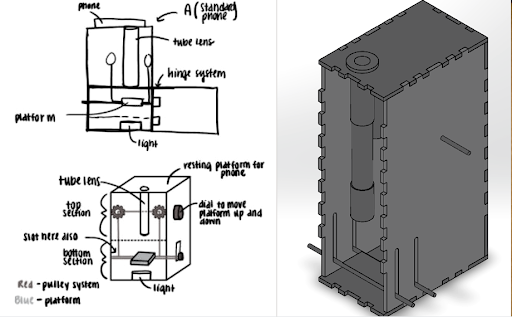 phone
A (standard
phone)
tube lens
hinge system
platform
light
resting platform for
phone
tube lens
top
section
dial to move
platform up and
down
slot here also
bottom
section
light
Red - pulley system
Blue - platform